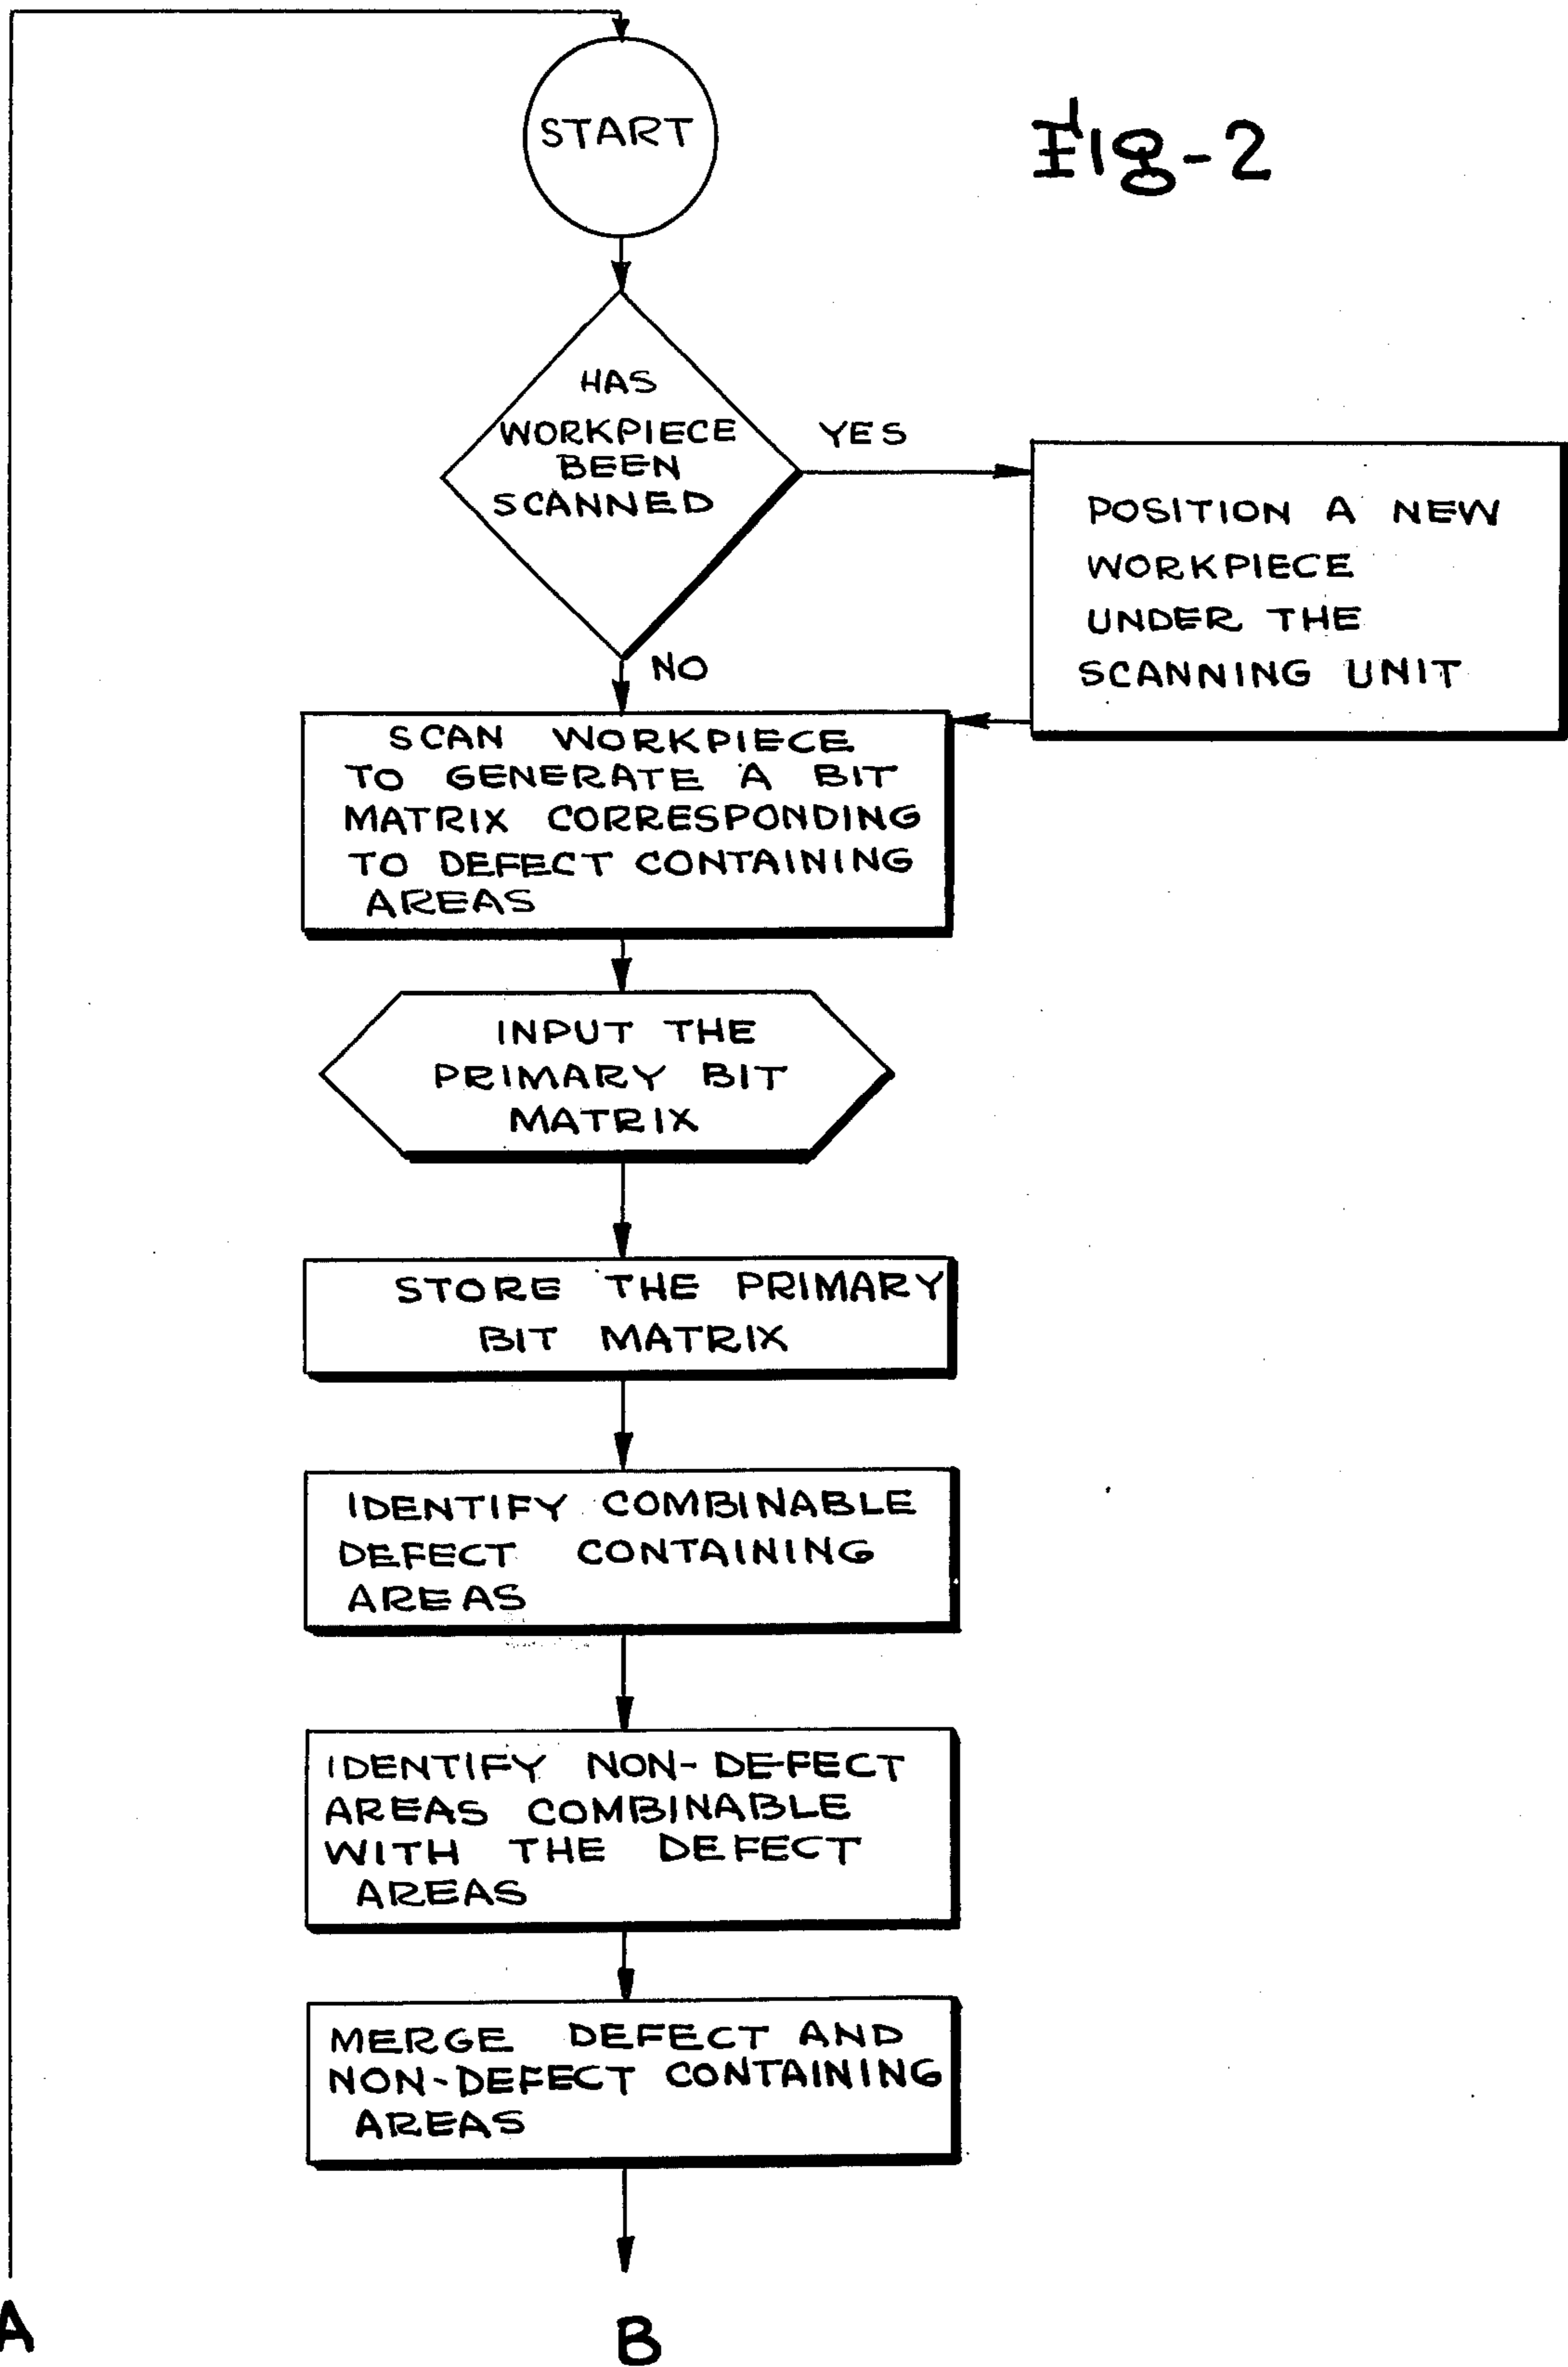 START
Fig-2
HAS
WORKPIECE
BEEN
SCANNED
YES
POSITION A NEW
WORKPIECE
UNDER THE
SCANNING UNIT
NO
SCAN WORKPIECE
TO GENERATE A BIT
MATRIX CORRESPONDING
TO DEFECT CONTAINING
AREAS
INPUT THE
PRIMARY BIT
MATRIX
STORE THE PRIMARY
BIT MATRIX
IDENTIFY COMBINABLE
DEFECT CONTAINING
AREAS
IDENTIFY NON-DEFECT
AREAS COMBINABLE
WITH THE DEFECT
AREAS
MERGE DEFECT AND
NON-DEFECT CONTAINING
AREAS
A
B